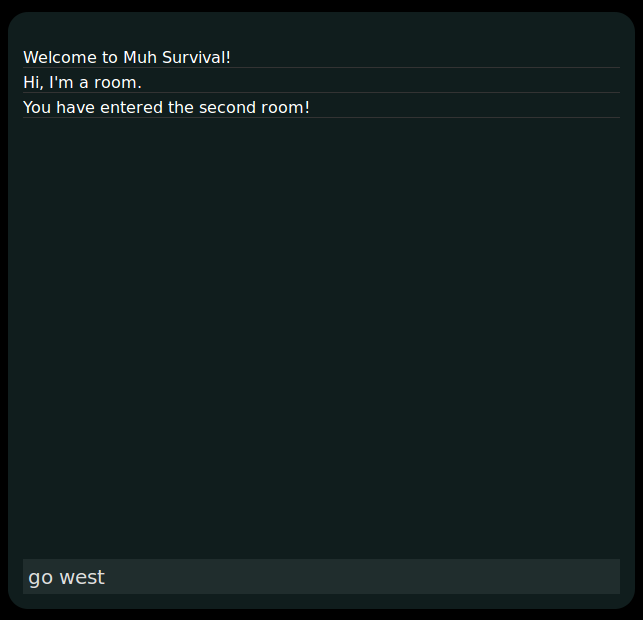 Welcome to Muh Survival!
Hi, I'm a room.
You have entered the second room!
go west